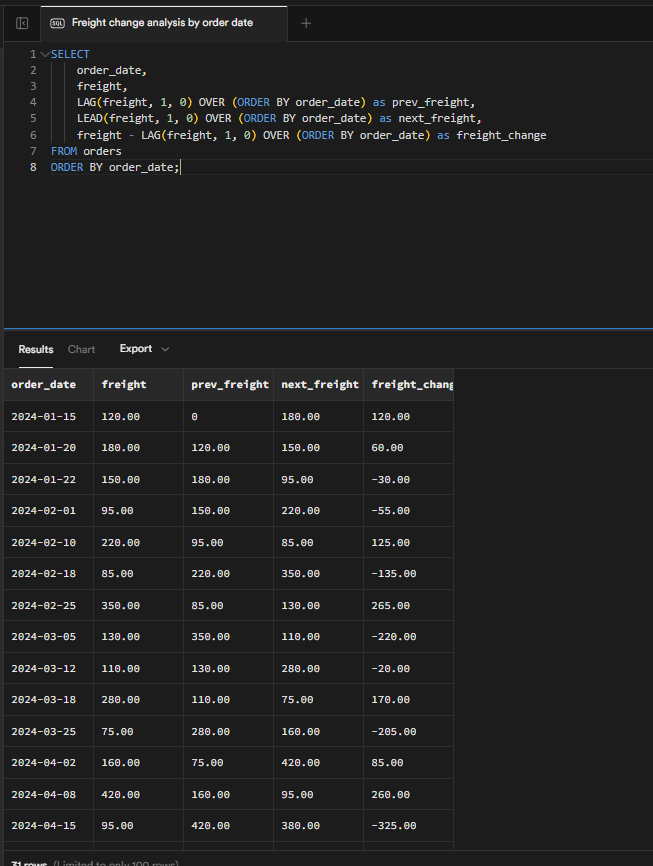 SQL Freight change analysis by order date +
1 SELECT
2 order_date,
3 freight,
4 LAG(freight, 1, 0) OVER (ORDER BY order_date) as prev_freight,
5 LEAD(freight, 1, 0) OVER (ORDER BY order_date) as next_freight,
6 freight - LAG(freight, 1, 0) OVER (ORDER BY order_date) as freight_change
7 FROM orders
8 ORDER BY order_date;
Results Chart Export
order_date freight prev_freight next_freight freight_chang
2024-01-15 120.00 0 180.00 120.00
2024-01-20 180.00 120.00 150.00 60.00
2024-01-22 150.00 180.00 95.00 -30.00
2024-02-01 95.00 150.00 220.00 -55.00
2024-02-10 220.00 95.00 85.00 125.00
2024-02-18 85.00 220.00 350.00 -135.00
2024-02-25 350.00 85.00 130.00 265.00
2024-03-05 130.00 350.00 110.00 -220.00
2024-03-12 110.00 130.00 280.00 -20.00
2024-03-18 280.00 110.00 75.00 170.00
2024-03-25 75.00 280.00 160.00 -205.00
2024-04-02 160.00 75.00 420.00 85.00
2024-04-08 420.00 160.00 95.00 260.00
2024-04-15 95.00 420.00 380.00 -325.00
31 rows (Limited to only 100 rows)